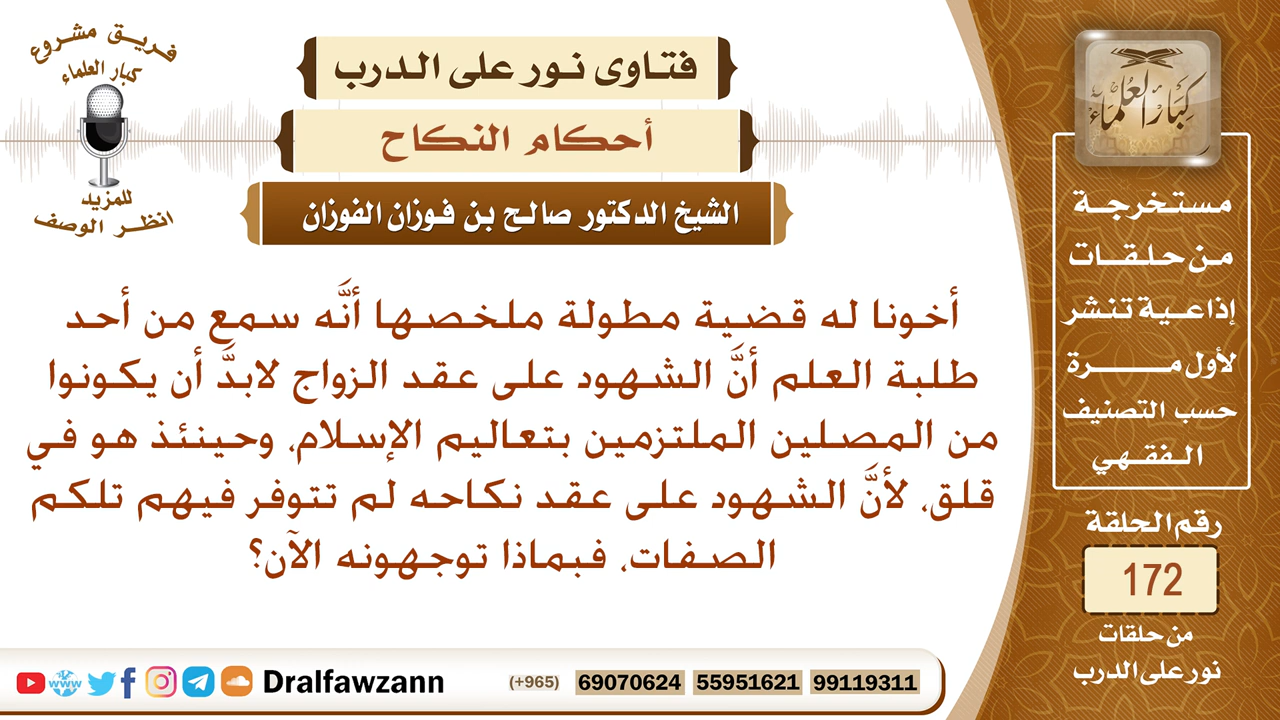 فريق مشروع
كبار العلماء
للمزيد
انظر الوصف
فتاوى نور على الدرب
أحكام النكاح
الشيخ الدكتور صالح بن فوزان الفوزان
أخونا له قضية مطولة ملخصها أنَّه سمع من أحد
طلبة العلم أنَّ الشهود على عقد الزواج لابدَّ أن يكونوا
من المصلين الملتزمين بتعاليم الإسلام، وحينئذ هو في
قلق، لأنَّ الشهود على عقد نكاحه لم تتوفر فيهم تلكم
الصفات، فبماذا توجهونه الآن؟
كِبَارُ العُلَمَاء
مستخرجة
من حلقات
إذاعية تنشر
لأول مرة
حسب التصنيف
الفقهي
رقم الحلقة
172
من حلقات
نور على الدرب
www
Dralfawzann
(+965) 69070624 55951621 99119311